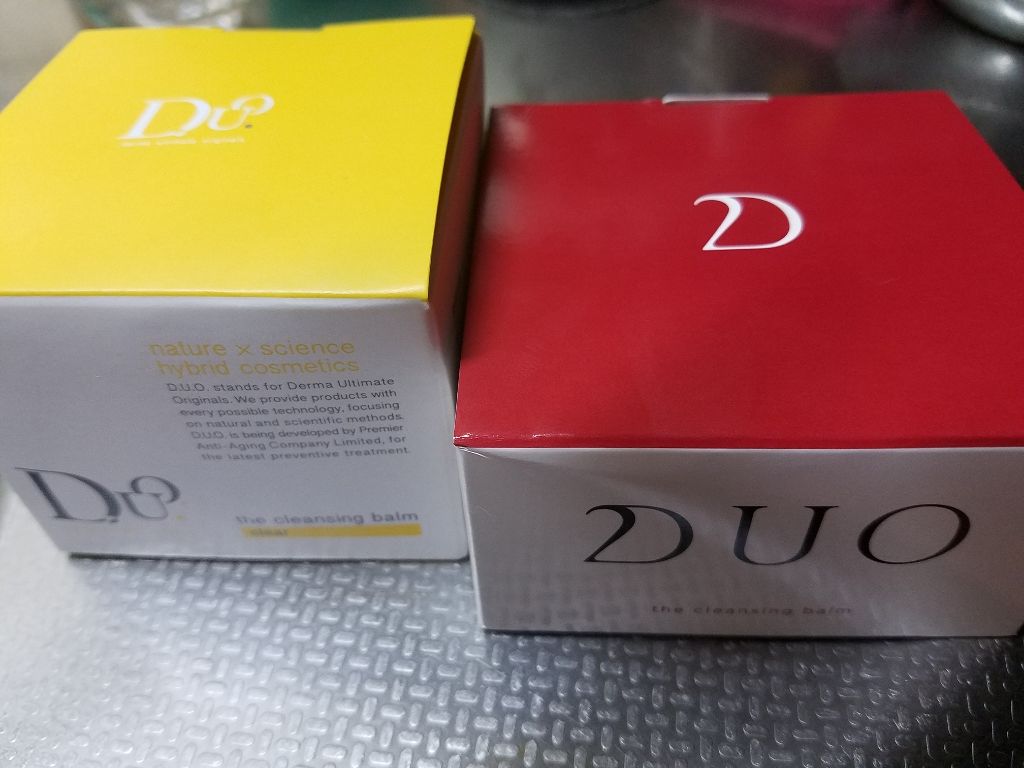 D.U.O.
nature × science
hybrid cosmetics
D.U.O. stands for Derma Ultimate
Originals. We provide products with
every possible technology, focusing
on natural and scientific methods.
D.U.O. is being developed by Premier
Anti-Aging Company Limited, for
the latest preventive treatment.
D.U.O.
the cleansing balm
clear
D
DUO
the cleansing balm